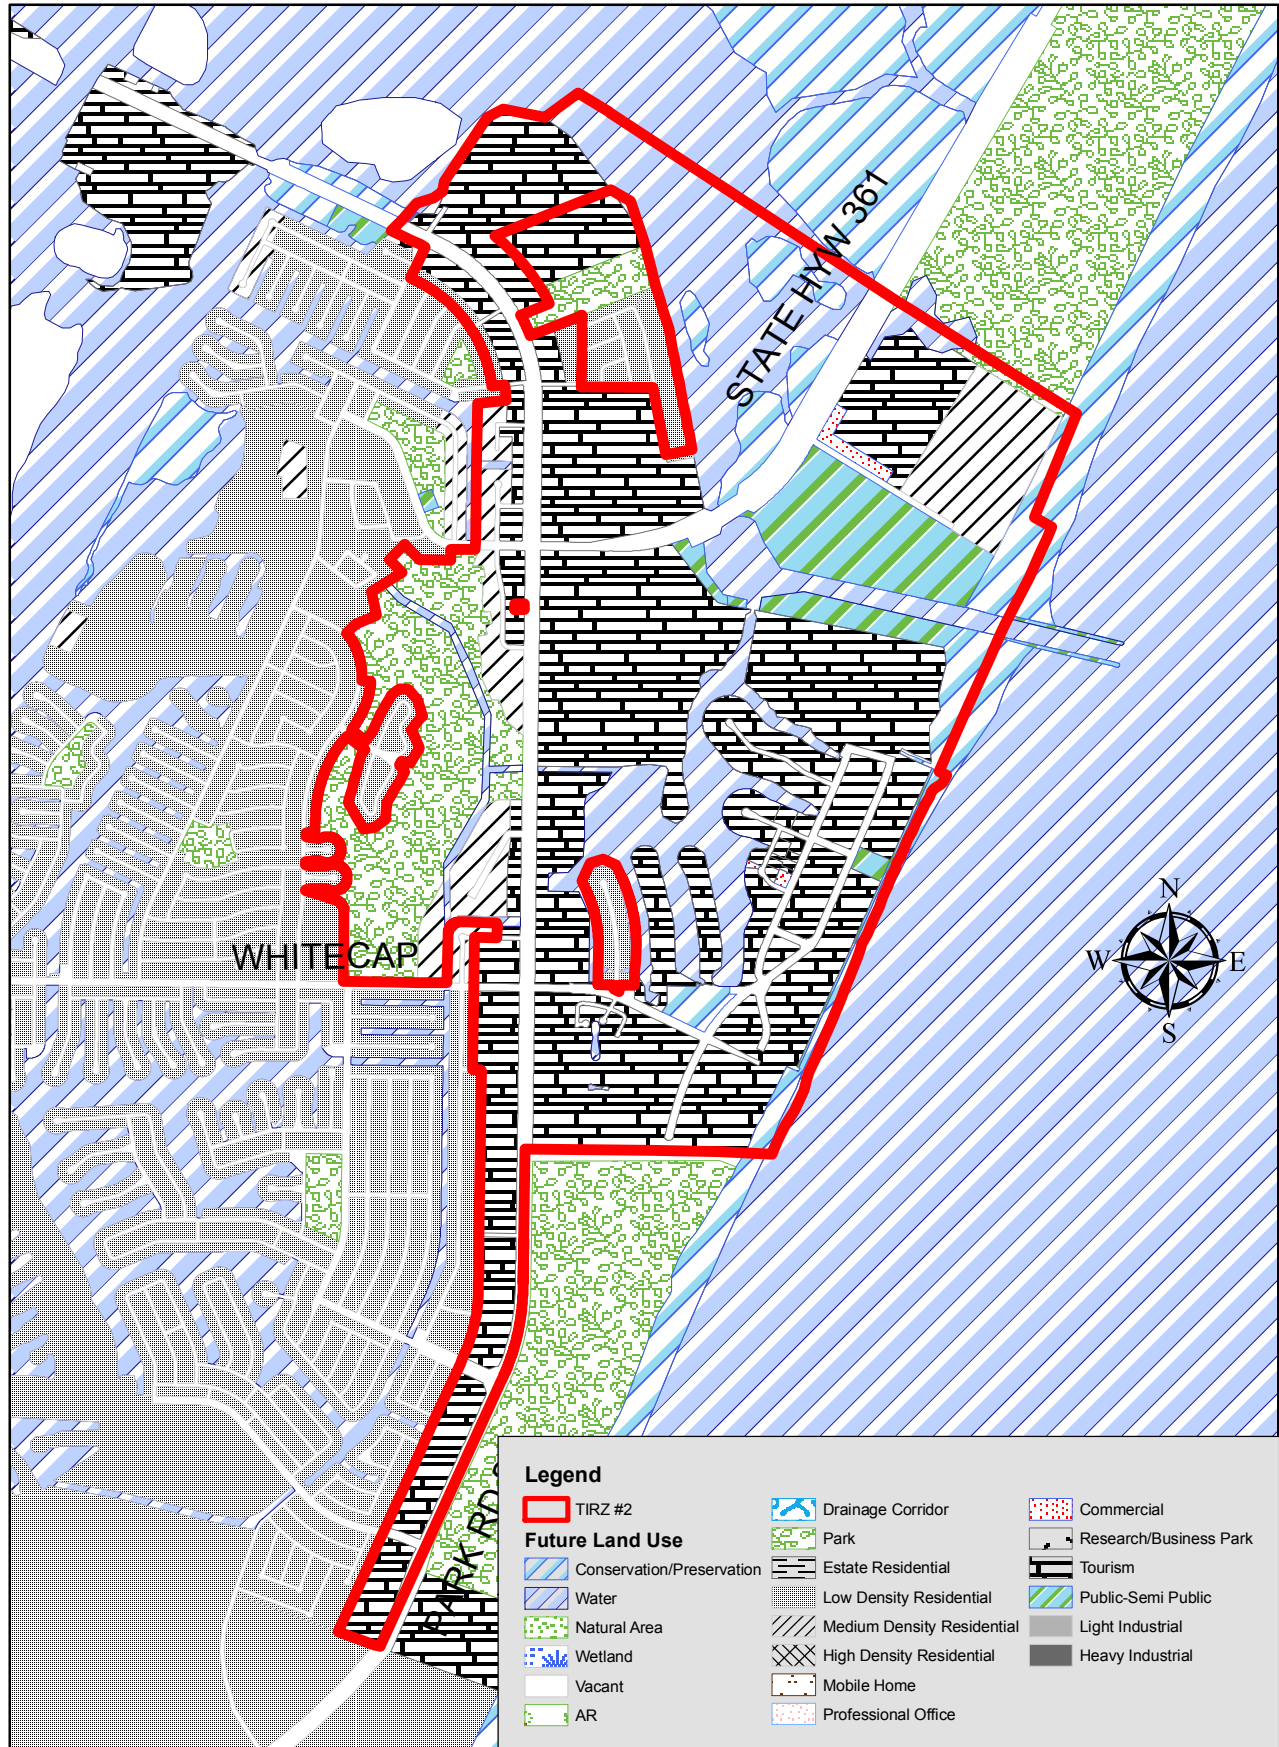 STATE HYW 361
WHITECAP
N
W
E
S
PARK RD
Legend
TIRZ #2
Future Land Use
Conservation/Preservation
Water
Natural Area
Wetland
Vacant
AR
Drainage Corridor
Park
Estate Residential
Low Density Residential
Medium Density Residential
High Density Residential
Mobile Home
Professional Office
Commercial
Research/Business Park
Tourism
Public-Semi Public
Light Industrial
Heavy Industrial